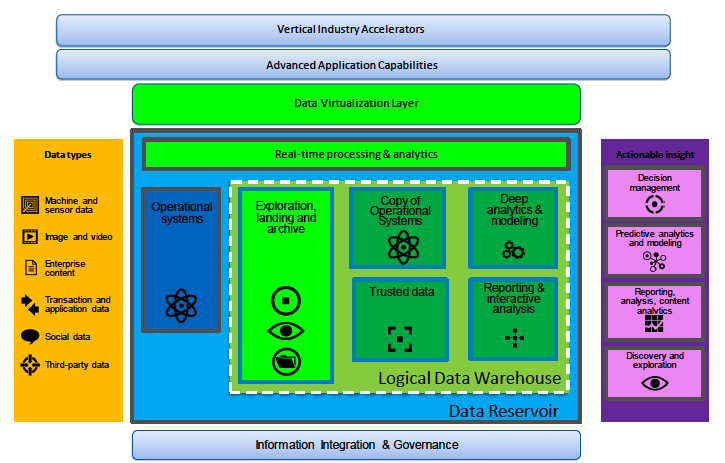 Vertical Industry Accelerators
Advanced Application Capabilities
Data Virtualization Layer
Data types
Machine and
sensor data
Image and video
Enterprise
content
Transaction and
application data
Social data
Third-party data
Real-time processing & analytics
Operational
systems
Exploration,
landing and
archive
Copy of
Operational
Systems
Deep
analytics &
modeling
Trusted data
Reporting &
interactive
analysis
Logical Data Warehouse
Data Reservoir
Actionable insight
Decision
management
Predictive analytics
and modeling
Reporting,
analysis, content
analytics
Discovery and
exploration
Information Integration & Governance